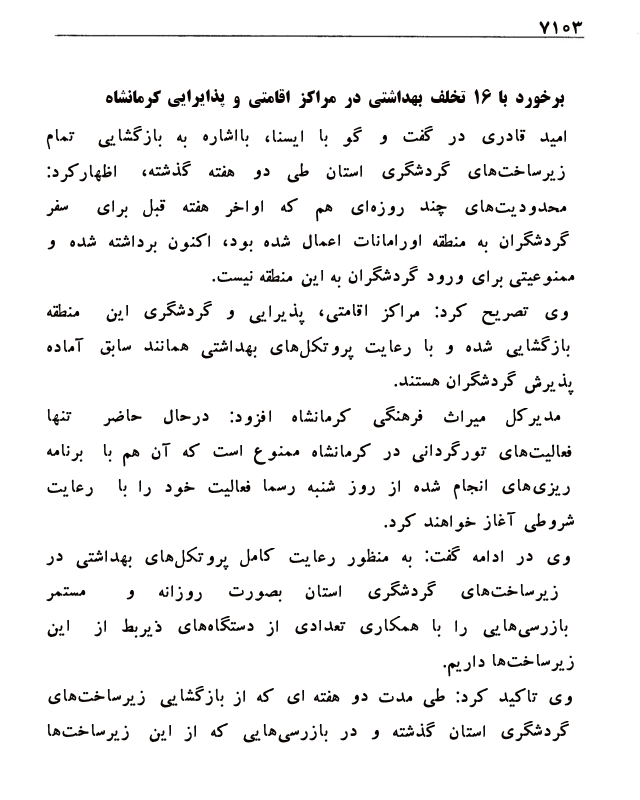 ۷۱۰۳
برخورد با ۱۶ تخلف بهداشتی در مراکز اقامتی و پذایرایی کرمانشاه
امید قادری در گفت و گو با ایسنا، بااشاره به بازگشایی تمام
زیرساخت‌های گردشگری استان طی دو هفته گذشته، اظهارکرد:
محدودیت‌های چند روزه‌ای هم که اواخر هفته قبل برای سفر
گردشگران به منطقه اورامانات اعمال شده بود، اکنون برداشته شده و
ممنوعیتی برای ورود گردشگران به این منطقه نیست.
وی تصریح کرد: مراکز اقامتی، پذیرایی و گردشگری این منطقه
بازگشایی شده و با رعایت پروتکل‌های بهداشتی همانند سابق آماده
پذیرش گردشگران هستند.
مدیرکل میراث فرهنگی کرمانشاه افزود: درحال حاضر تنها
فعالیت‌های تورگردانی در کرمانشاه ممنوع است که آن هم با برنامه
ریزی‌های انجام شده از روز شنبه رسما فعالیت خود را با رعایت
شروطی آغاز خواهند کرد.
وی در ادامه گفت: به منظور رعایت کامل پروتکل‌های بهداشتی در
زیرساخت‌های گردشگری استان بصورت روزانه و مستمر
بازرسی‌هایی را با همکاری تعدادی از دستگاه‌های ذیربط از این
زیرساخت‌ها داریم.
وی تاکید کرد: طی مدت دو هفته ای که از بازگشایی زیرساخت‌های
گردشگری استان گذشته و در بازرسی‌هایی که از این زیرساخت‌ها